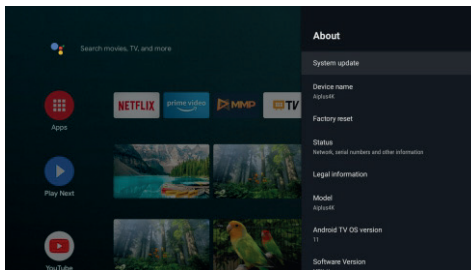 Search movies, TV, and more
Apps
NETFLIX
prime video
MMP
TV
Play Next
YouTube
About
System update
Device name
Aiplus4K
Factory reset
Status
Network, serial numbers and other information
Legal information
Model
Aiplus4K
Android TV OS version
11
Software Version